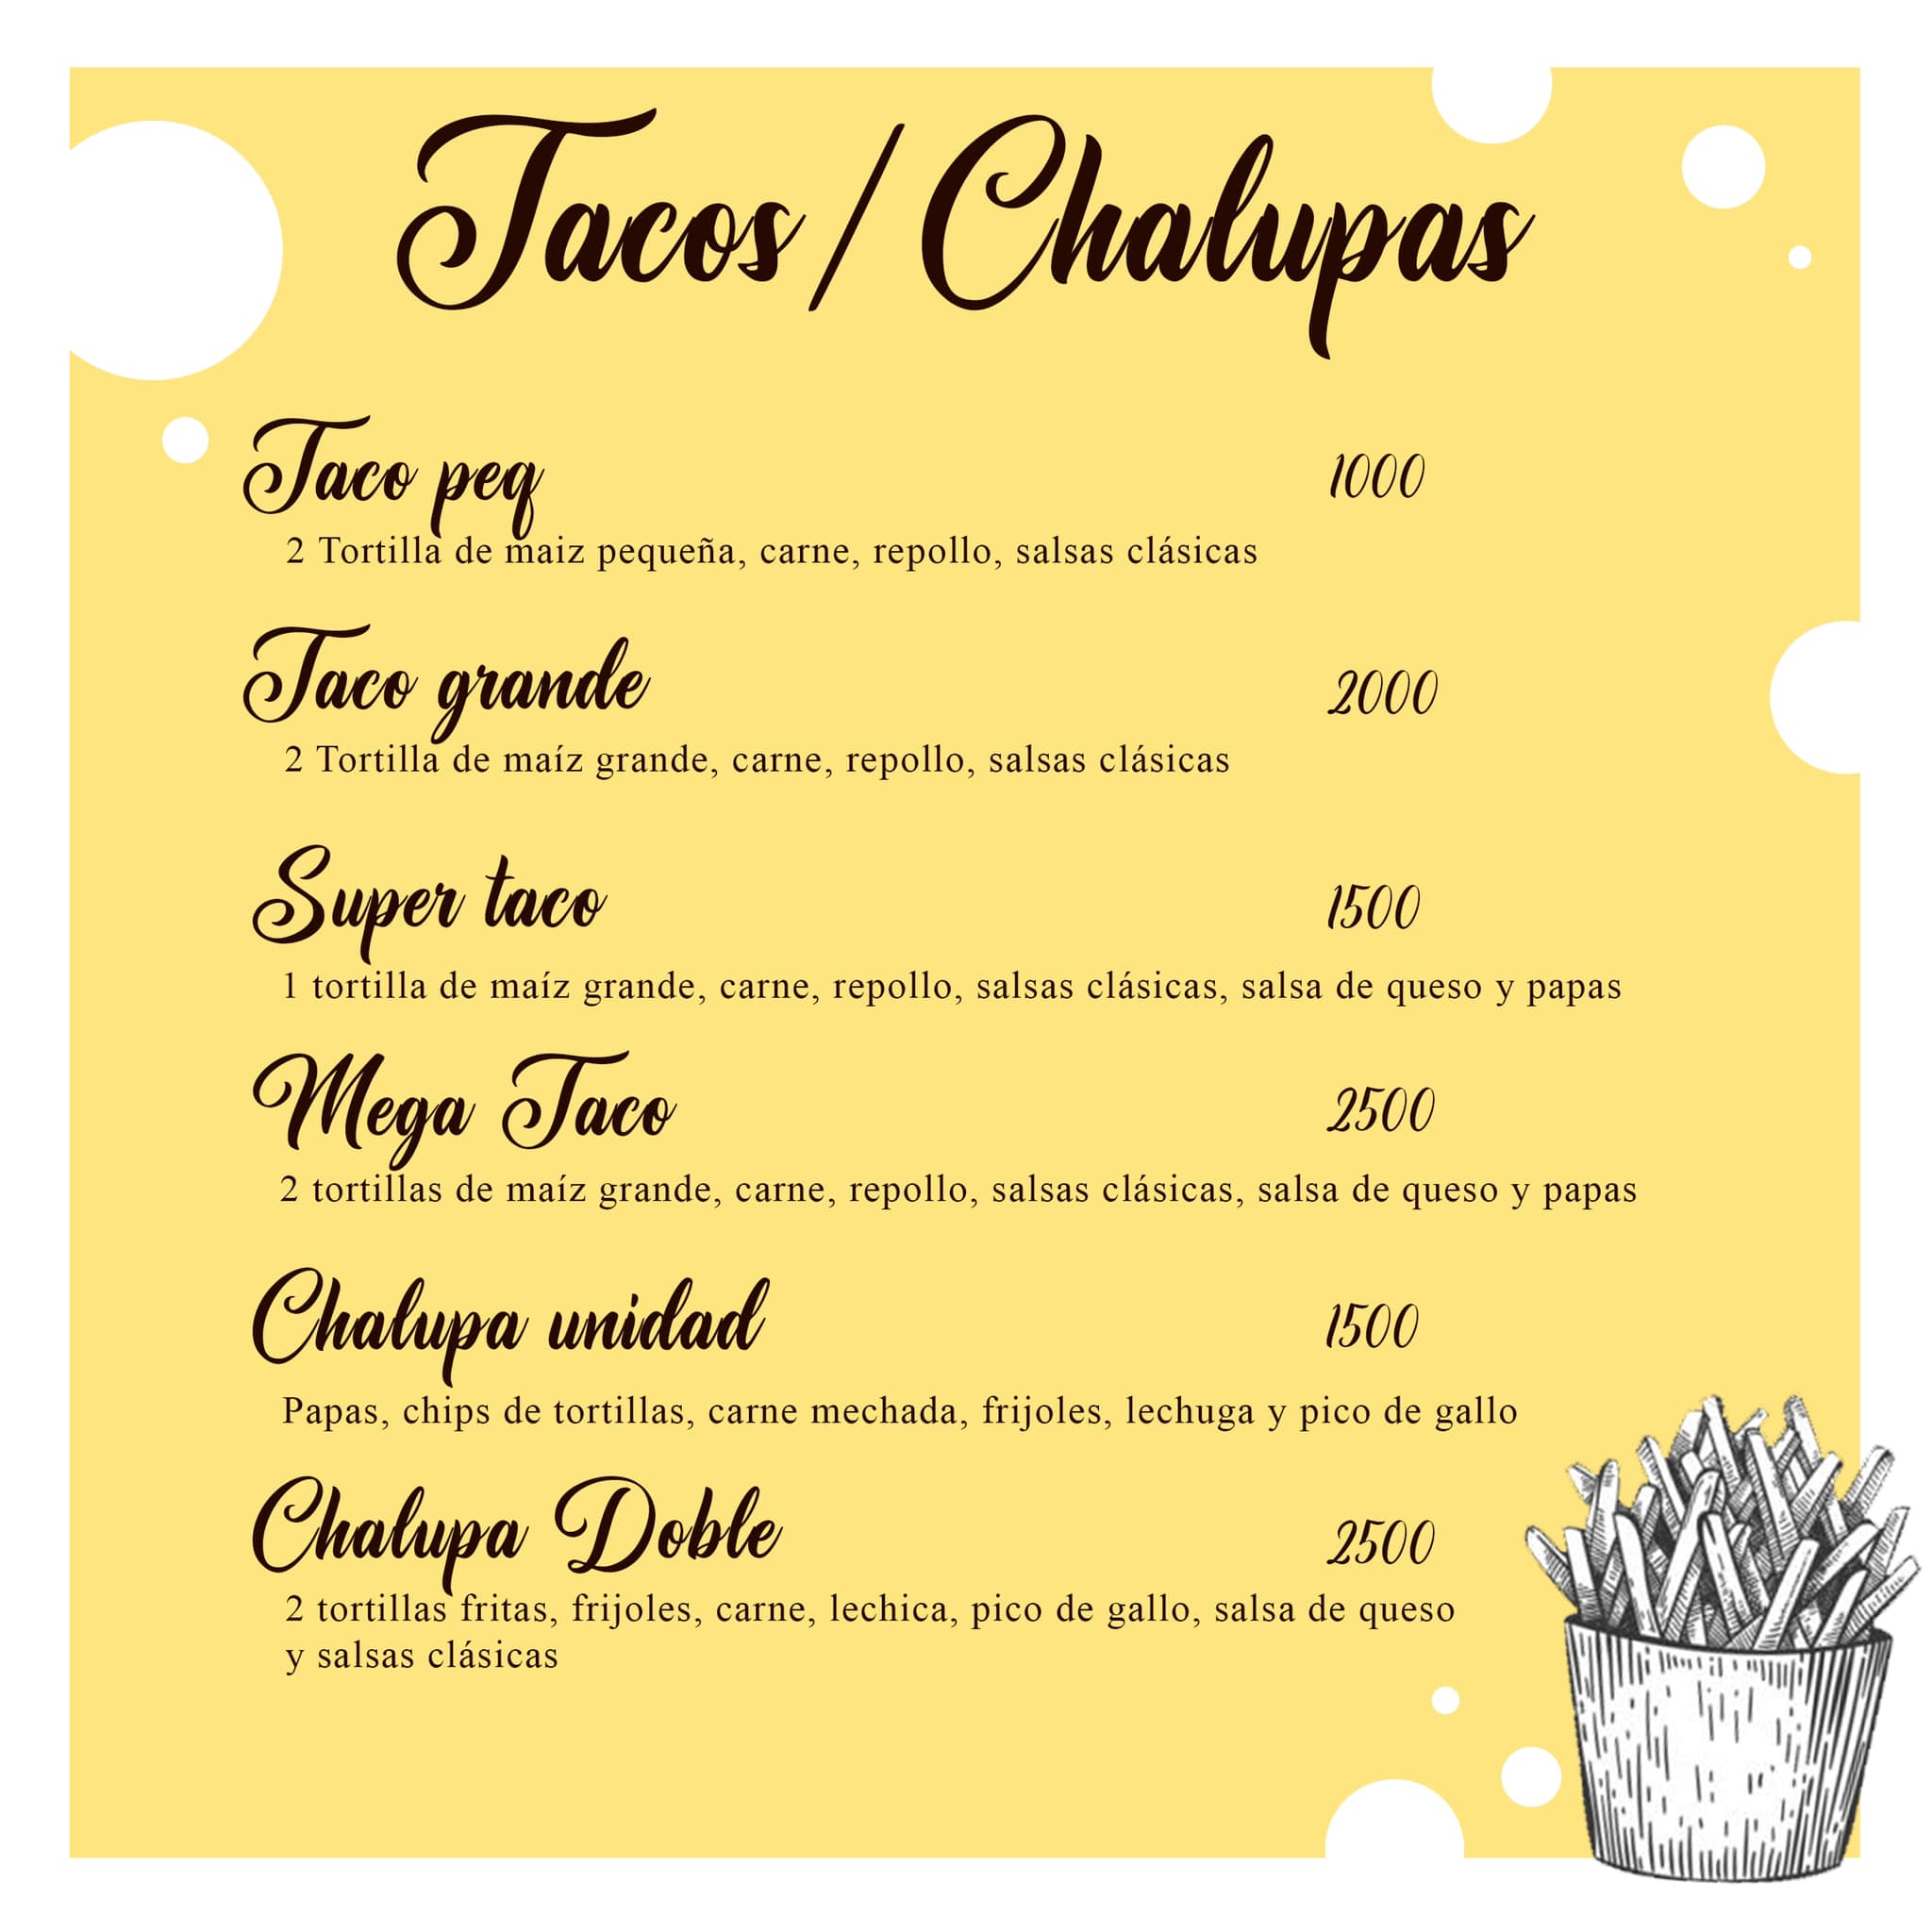 Tacos/Chalupas
Taco peq 1000
2 Tortilla de maiz pequeña, carne, repollo, salsas clásicas
Taco grande 2000
2 Tortilla de maíz grande, carne, repollo, salsas clásicas
Super taco 1500
1 tortilla de maíz grande, carne, repollo, salsas clásicas, salsa de queso y papas
Mega Taco 2500
2 tortillas de maíz grande, carne, repollo, salsas clásicas, salsa de queso y papas
Chalupa unidad 1500
Papas, chips de tortillas, carne mechada, frijoles, lechuga y pico de gallo
Chalupa Doble 2500
2 tortillas fritas, frijoles, carne, lechica, pico de gallo, salsa de queso
y salsas clásicas